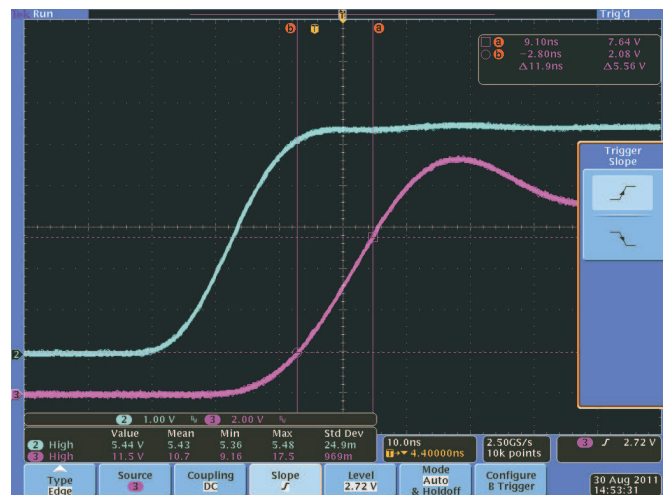 Run
Trig'd
b
T
a
T
a 9.10ns 7.64 V
b −2.80ns 2.08 V
Δ11.9ns Δ5.56 V
Trigger
Slope
2
3
2 1.00 V 3 2.00 V
Value Mean Min Max Std Dev
2 High 5.44 V 5.43 5.36 5.48 24.9m
3 High 11.5 V 10.7 9.16 17.5 969m
10.0ns
T→▼ 4.40000ns
2.50GS/s
10k points
3 ∫ 2.72 V
Type
Edge
Source
3
Coupling
DC
Slope
∫
Level
2.72 V
Mode
Auto
& Holdoff
Configure
B Trigger
30 Aug 2011
14:53:31